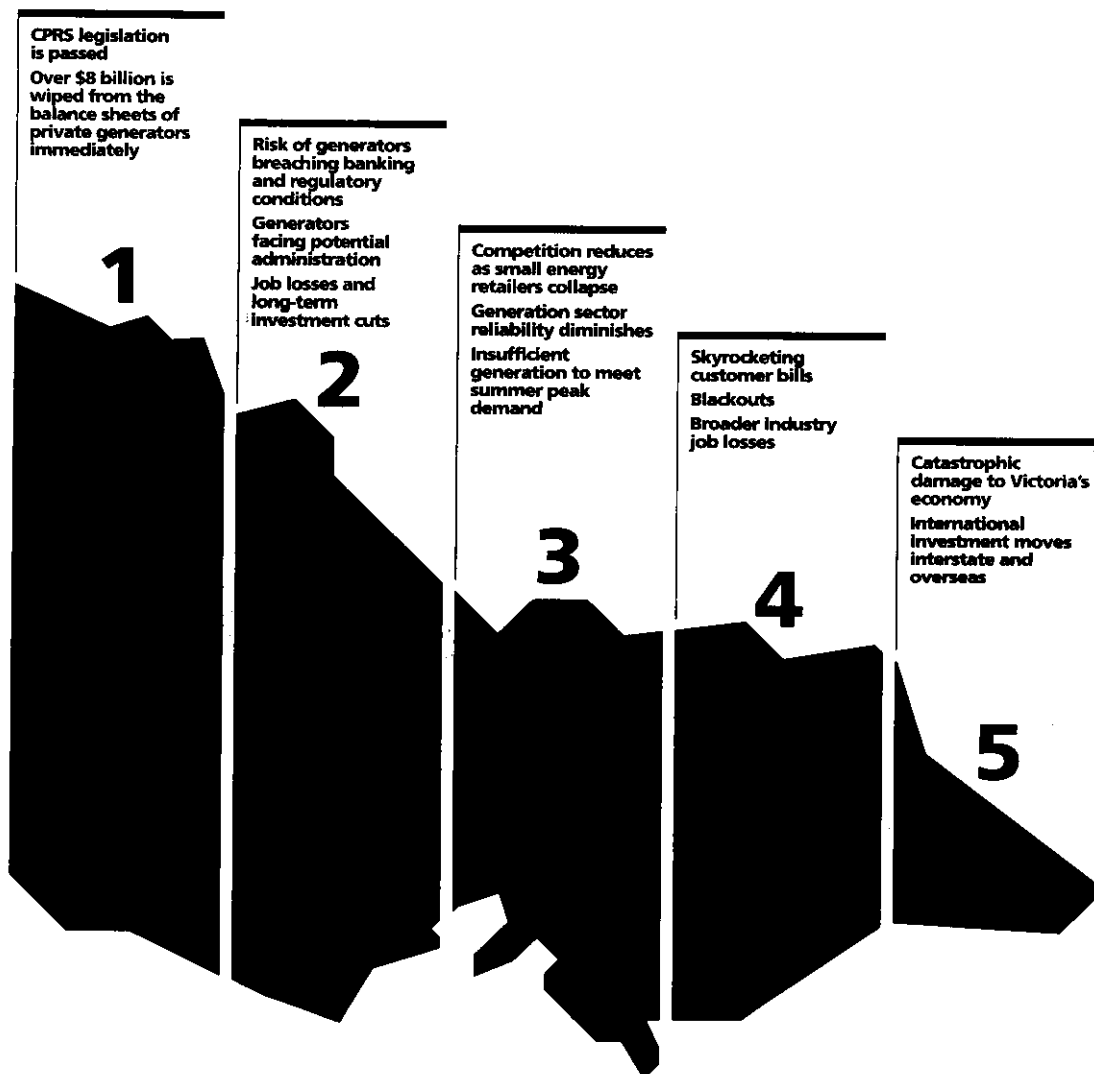 CPRS legislation
is passed
Over $8 billion is
wiped from the
balance sheets of
private generators
immediately
1
Risk of generators
breaching banking
and regulatory
conditions
Generators
facing potential
administration
Job losses and
long-term
investment cuts
2
Competition reduces
as small energy
retailers collapse
Generation sector
reliability diminishes
Insufficient
generation to meet
summer peak
demand
3
Skyrocketing
customer bills
Blackouts
Broader industry
job losses
4
Catastrophic
damage to Victoria's
economy
International
investment moves
interstate and
overseas
5